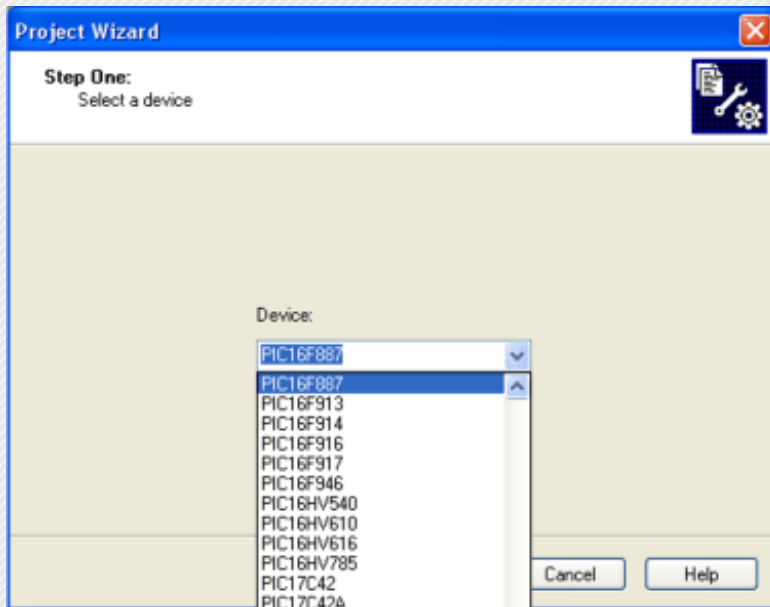 Project Wizard
Step One:
Select a device
Device:
PIC16F887
PIC16F887
PIC16F913
PIC16F914
PIC16F916
PIC16F917
PIC16F946
PIC16HV540
PIC16HV610
PIC16HV616
PIC16HV785
PIC17C42
PIC17C42A
Cancel
Help